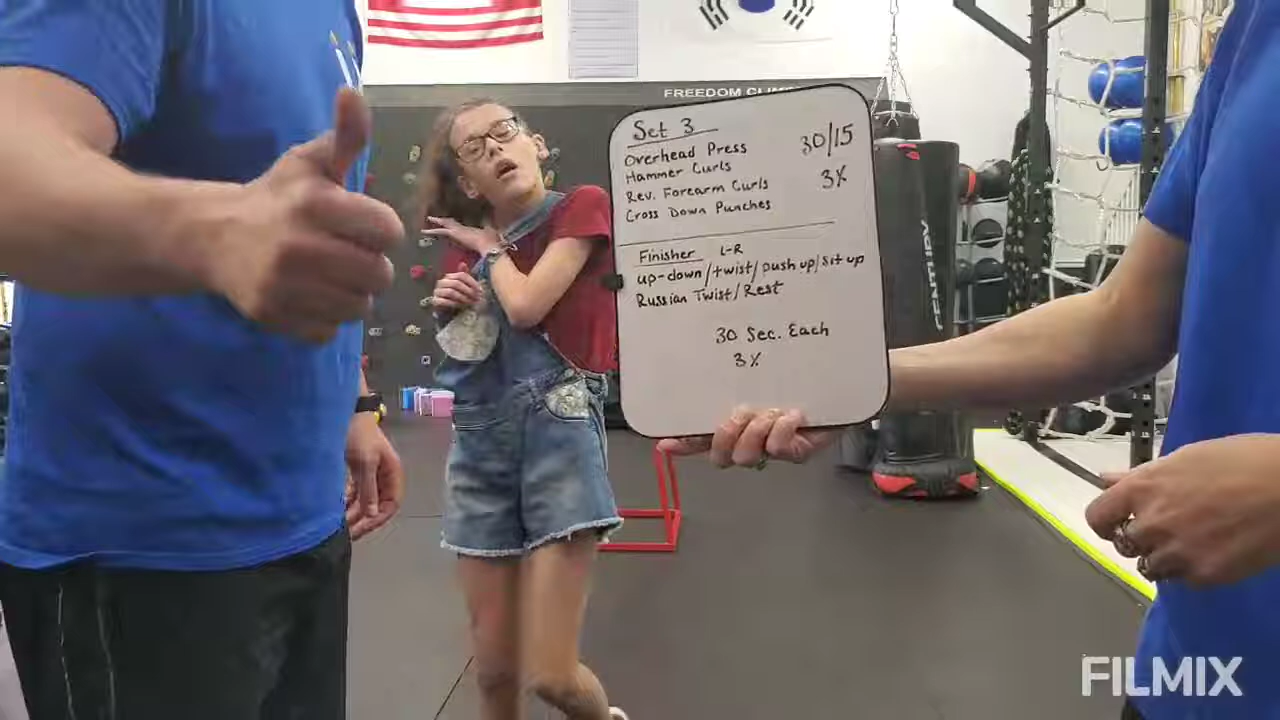 FREEDOM CLIM
Set 3
Overhead Press 30/15
Hammer Curls
Rev. Forearm Curls 3x
Cross Down Punches
Finisher L-R
up-down/twist/push up/sit up
Russian Twist/Rest
30 Sec. Each
3x
CENTURY
FILMIX